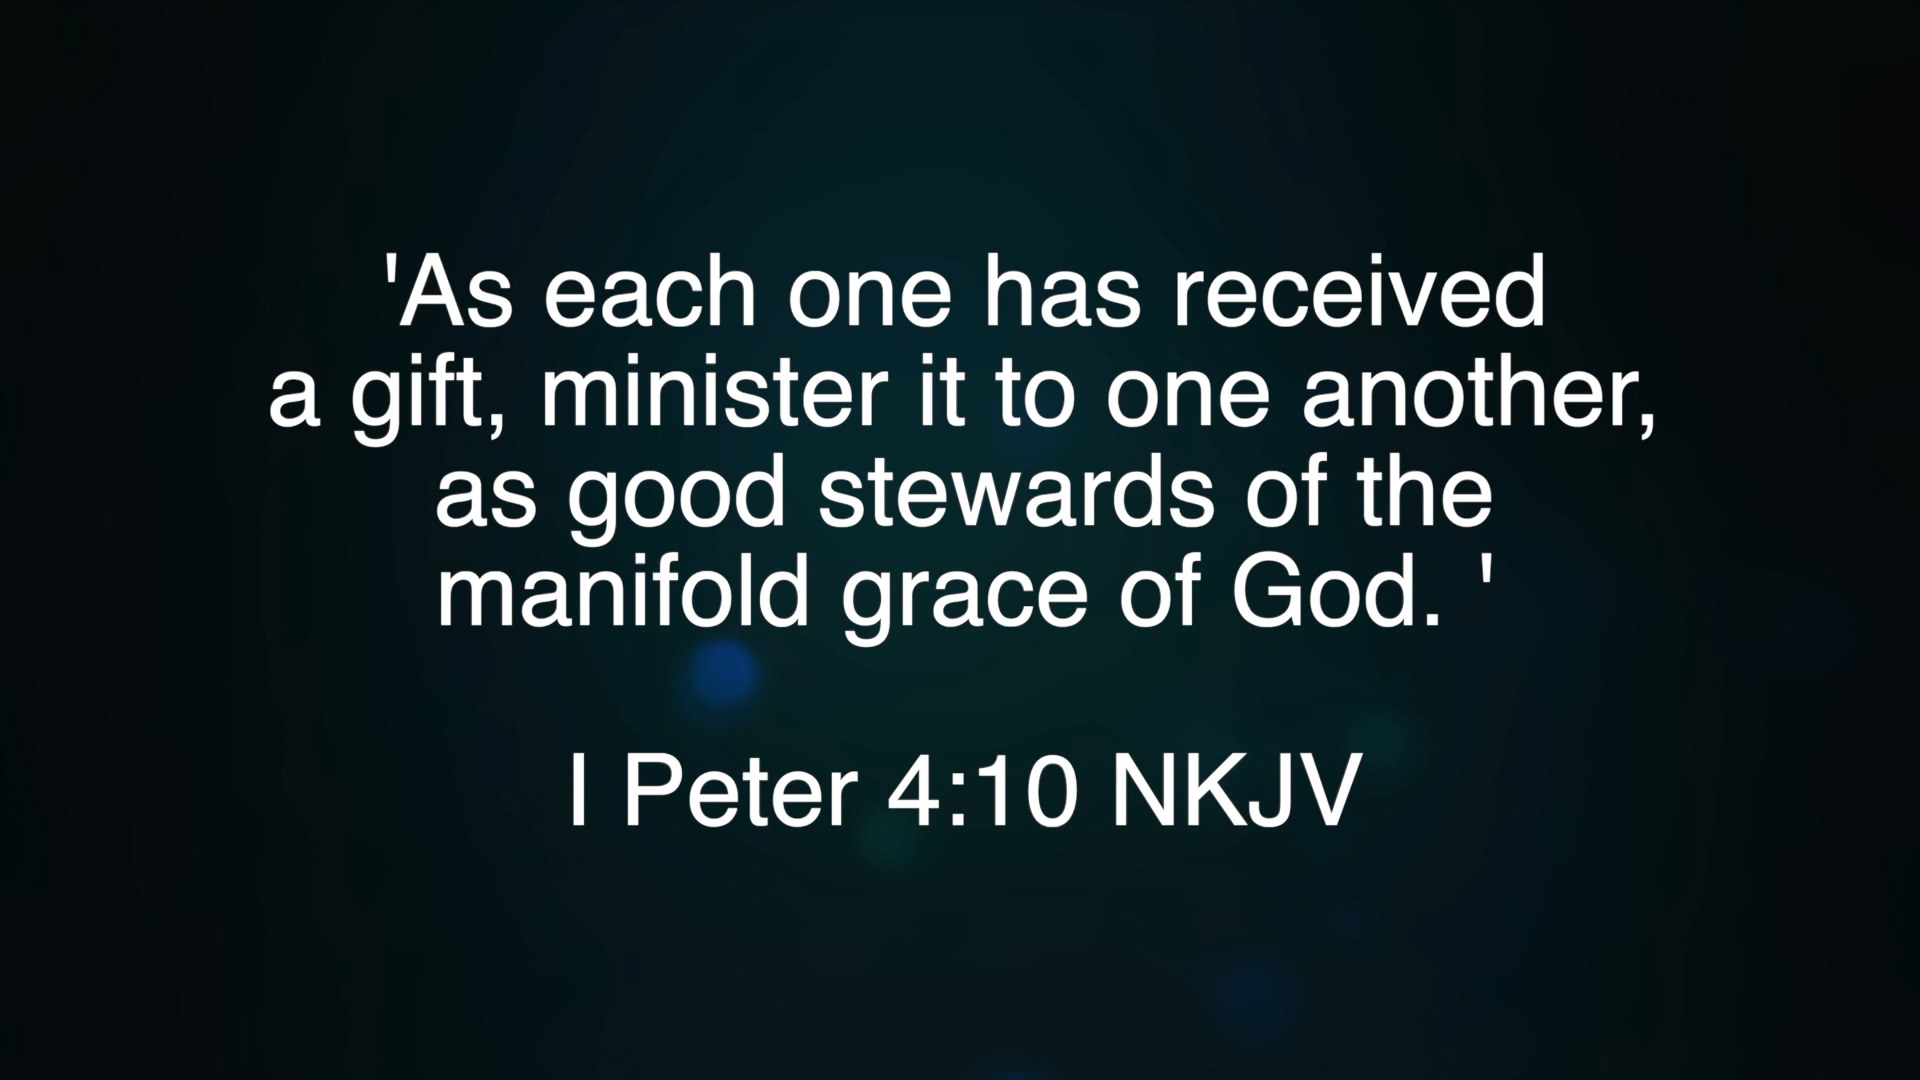 'As each one has received
a gift, minister it to one another,
as good stewards of the
manifold grace of God. '
I Peter 4:10 NKJV